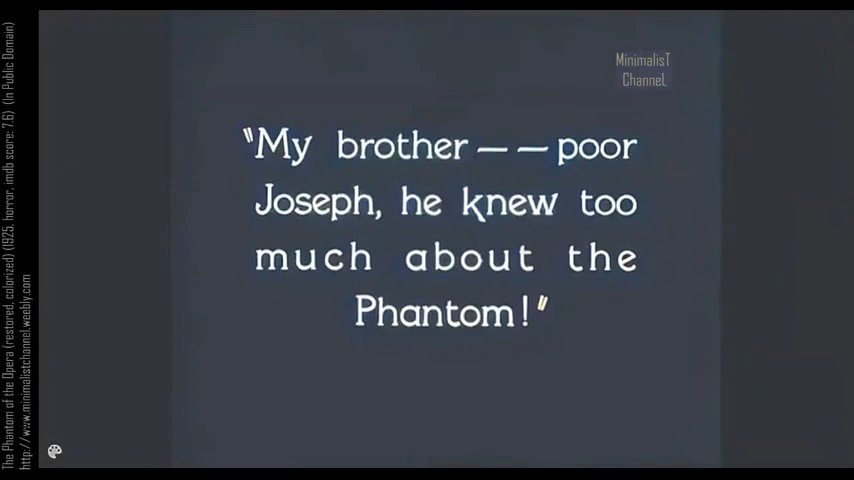 The Phantom of the Opera (restored, colorized) (1925, horror, imdb score: 7.6) (In Public Domain)
http://www.minimalistchannel.weebly.com
MinimalisT
ChanneL
"My brother — — poor
Joseph, he knew too
much about the
Phantom!"